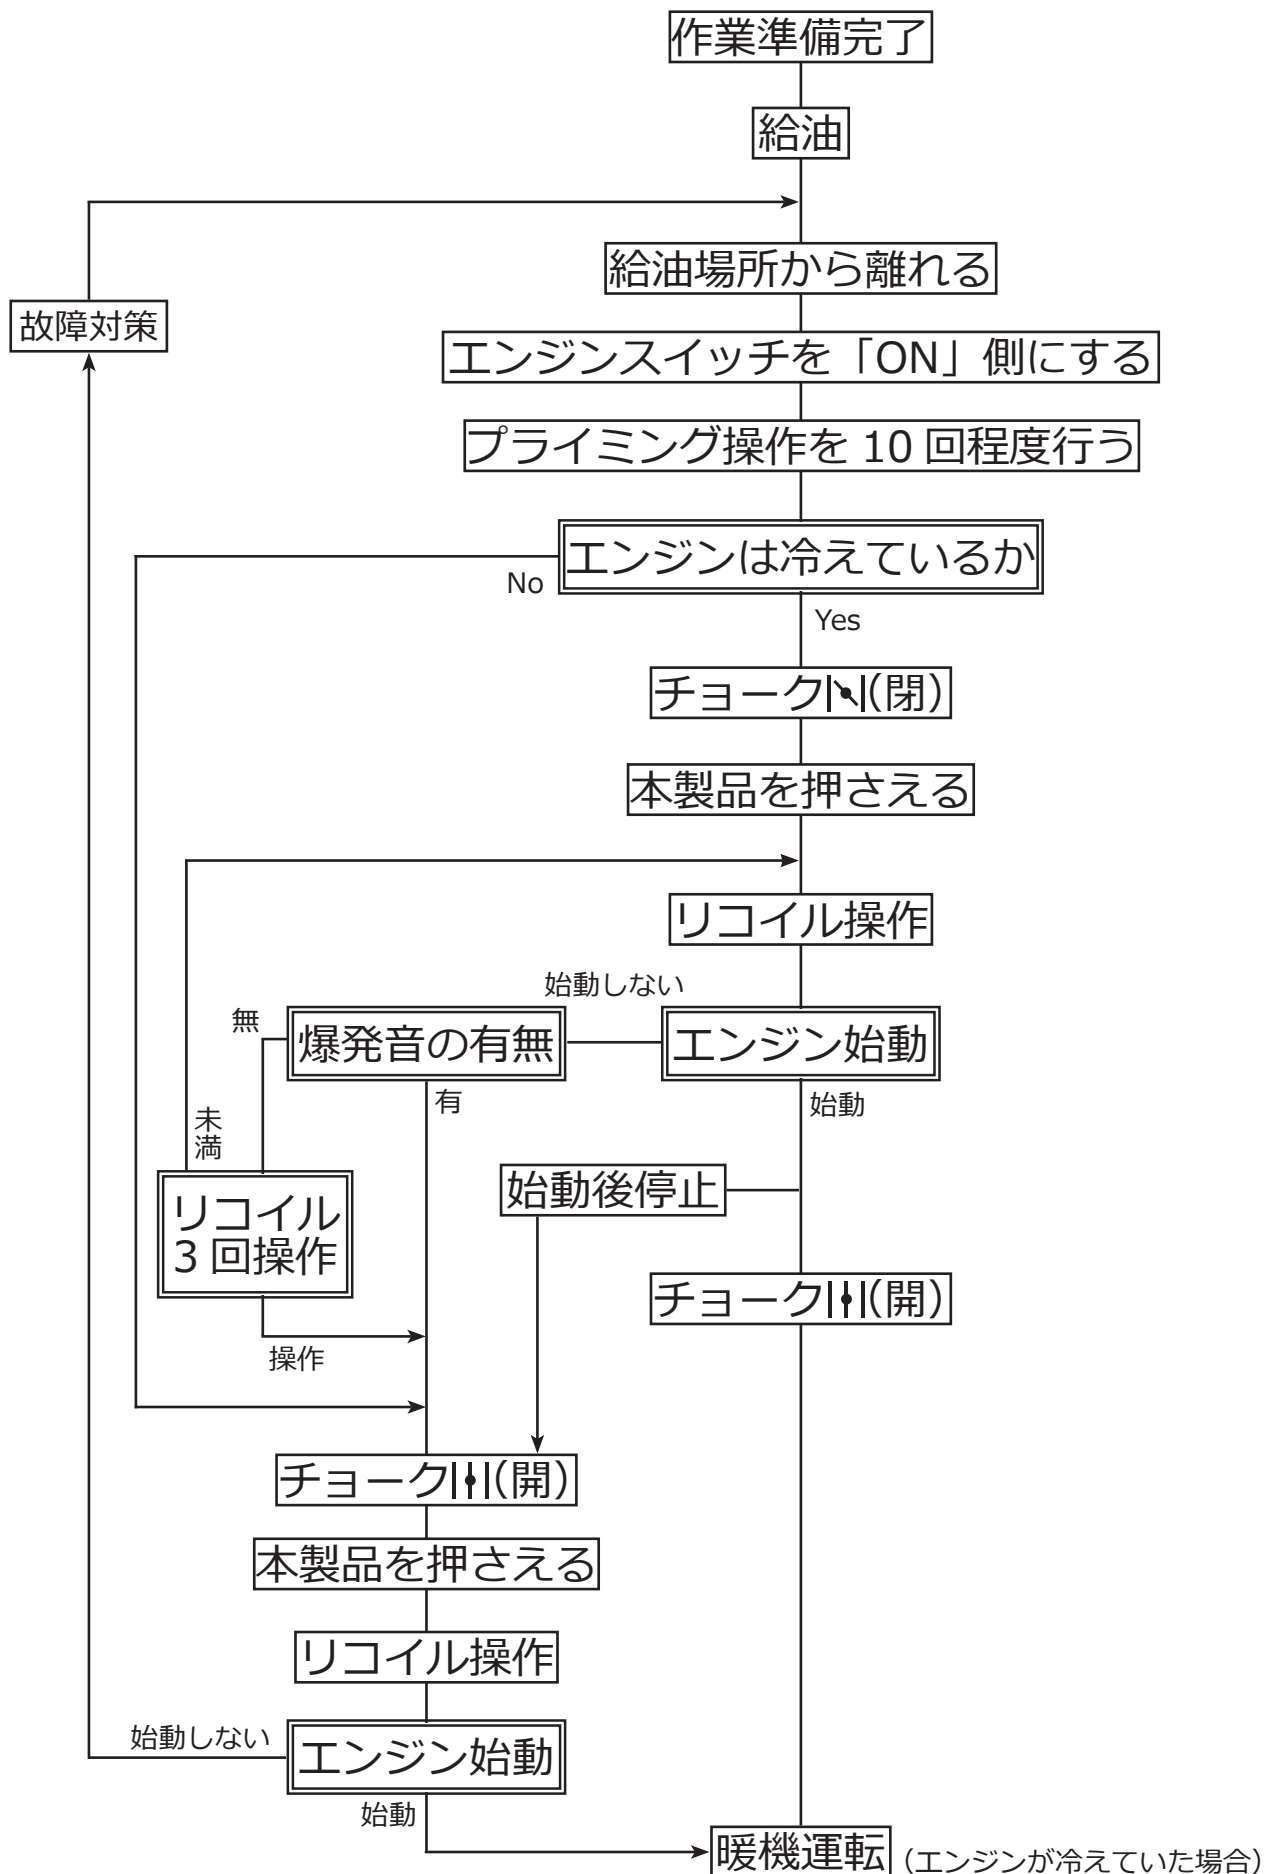 作業準備完了
給油
給油場所から離れる
故障対策
エンジンスイッチを「ON」側にする
プライミング操作を 10 回程度行う
エンジンは冷えているか
No
Yes
チョーク(閉)
本製品を押さえる
リコイル操作
始動しない
無
爆発音の有無
エンジン始動
有
始動
未満
始動後停止
リコイル
3 回操作
チョーク(開)
操作
チョーク(開)
本製品を押さえる
リコイル操作
始動しない
エンジン始動
始動
暖機運転 (エンジンが冷えていた場合)